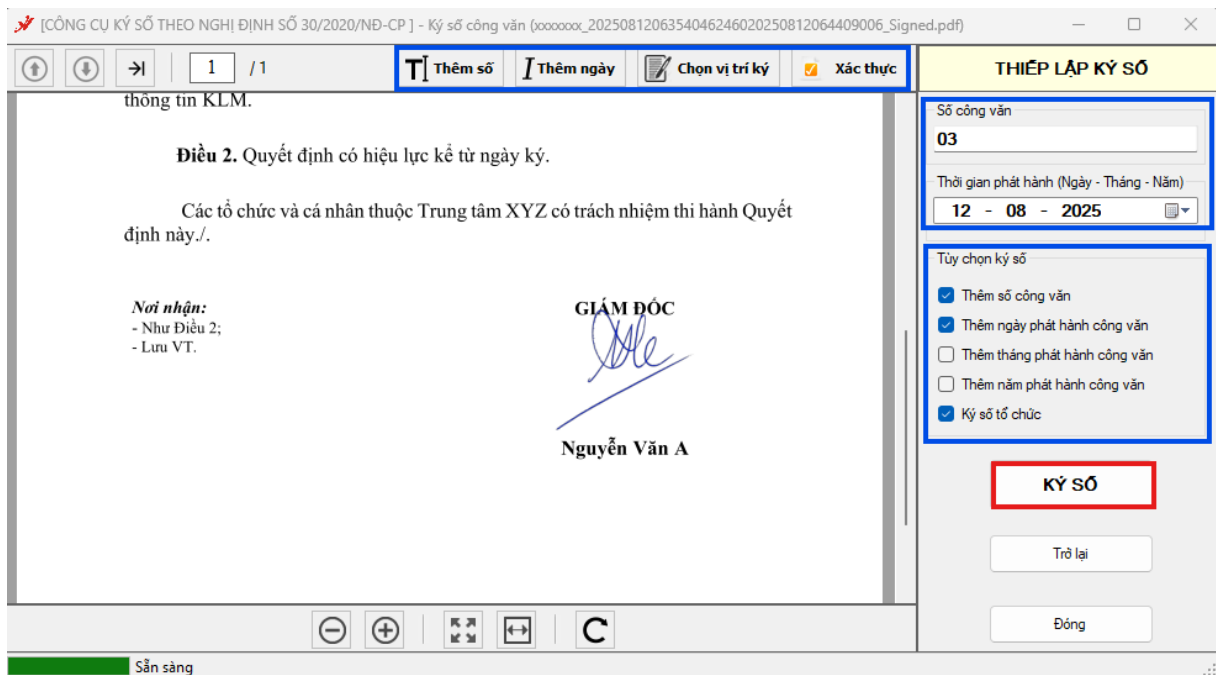 [CÔNG CỤ KÝ SỐ THEO NGHỊ ĐỊNH SỐ 30/2020/NĐ-CP ] - Ký số công văn (xxxxxxx_20250812063540462460202508120644​09006_Signed.pdf)
1 / 1
Thêm số
Thêm ngày
Chọn vị trí ký
Xác thực
thông tin KLM.
Điều 2. Quyết định có hiệu lực kể từ ngày ký.
Các tổ chức và cá nhân thuộc Trung tâm XYZ có trách nhiệm thi hành Quyết
định này./.
Nơi nhận:
- Như Điều 2;
- Lưu VT.
GIÁM ĐỐC
Nguyễn Văn A
THIẾP LẬP KÝ SỐ
Số công văn
03
Thời gian phát hành (Ngày - Tháng - Năm)
12 - 08 - 2025
Tùy chọn ký số
Thêm số công văn
Thêm ngày phát hành công văn
Thêm tháng phát hành công văn
Thêm năm phát hành công văn
Ký số tổ chức
KÝ SỐ
Trở lại
Đóng
Sẵn sàng